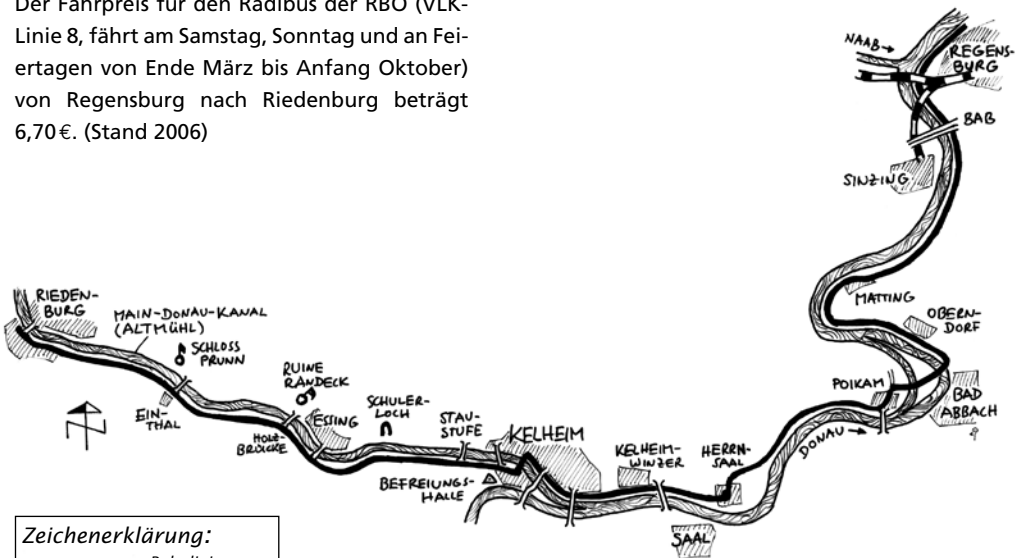 Der Fahrpreis für den Radibus der RBO (VLK-
Linie 8, fährt am Samstag, Sonntag und an Fei-
ertagen von Ende März bis Anfang Oktober)
von Regensburg nach Riedenburg beträgt
6,70 €. (Stand 2006)
NAAB →
REGENS-
BURG
BAB
SINZING
MATTING
OBERN-
DORF
POIKAM
BAD
ABBACH
DONAU →
RIEDEN-
BURG
MAIN-DONAU-KANAL
(ALTMÜHL)
SCHLOSS
PRUNN
EIN-
THAL
RUINE
RANDECK
ESSING
HOLZ-
BRÜCKE
SCHULER-
LOCH
STAU-
STUFE
KELHEIM
BEFREIUNGS-
HALLE
KELHEIM-
WINZER
HERRN-
SAAL
SAAL
Zeichenerklärung: